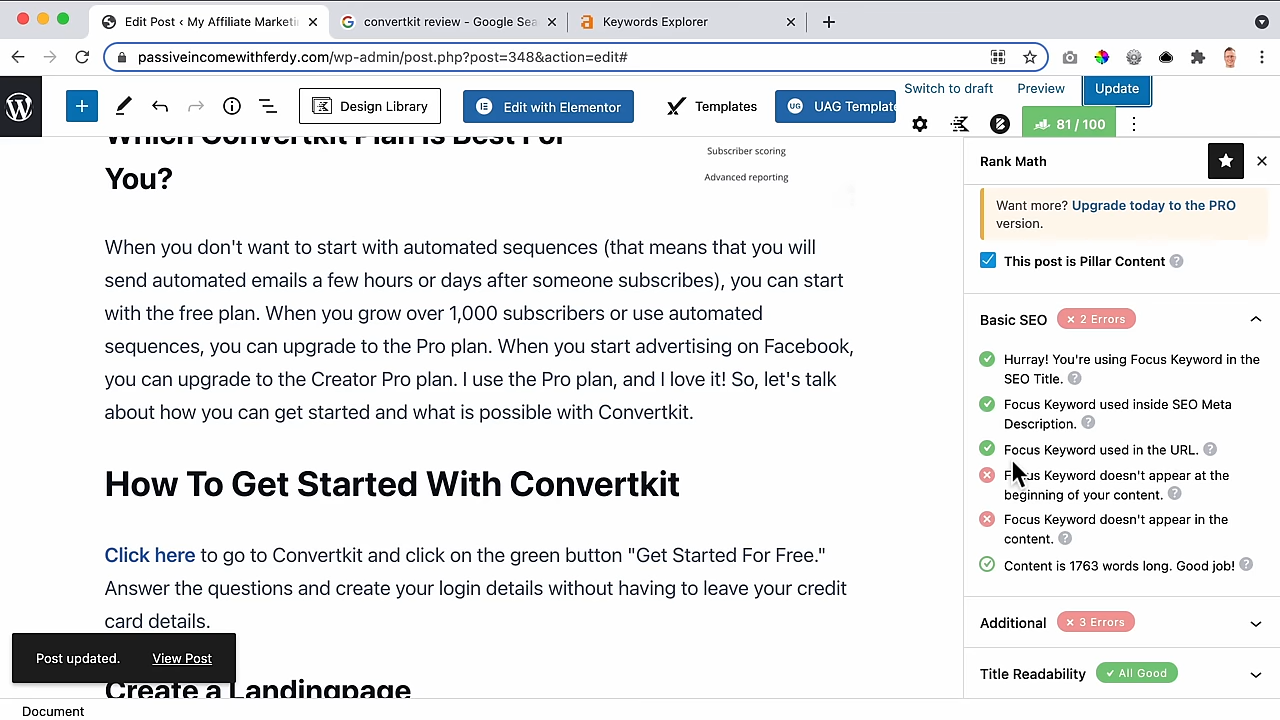 Edit Post ‹ My Affiliate Marketi
convertkit review - Google Sea
Keywords Explorer
passiveincomewithferdy.com/wp-admin/post.php?post=348&action=edit#
Design Library
Edit with Elementor
Templates
UAG Templat
Switch to draft
Preview
Update
81 / 100
Which Convertkit Plan is Best For
You?
Subscriber scoring
Advanced reporting
When you don't want to start with automated sequences (that means that you will
send automated emails a few hours or days after someone subscribes), you can start
with the free plan. When you grow over 1,000 subscribers or use automated
sequences, you can upgrade to the Pro plan. When you start advertising on Facebook,
you can upgrade to the Creator Pro plan. I use the Pro plan, and I love it! So, let's talk
about how you can get started and what is possible with Convertkit.
How To Get Started With Convertkit
Click here to go to Convertkit and click on the green button "Get Started For Free."
Answer the questions and create your login details without having to leave your credit
card details.
Create a Landingpage
Post updated.
View Post
Document
Rank Math
Want more? Upgrade today to the PRO
version.
This post is Pillar Content
Basic SEO
× 2 Errors
Hurray! You're using Focus Keyword in the
SEO Title.
Focus Keyword used inside SEO Meta
Description.
Focus Keyword used in the URL.
Focus Keyword doesn't appear at the
beginning of your content.
Focus Keyword doesn't appear in the
content.
Content is 1763 words long. Good job!
Additional
× 3 Errors
Title Readability
✓ All Good